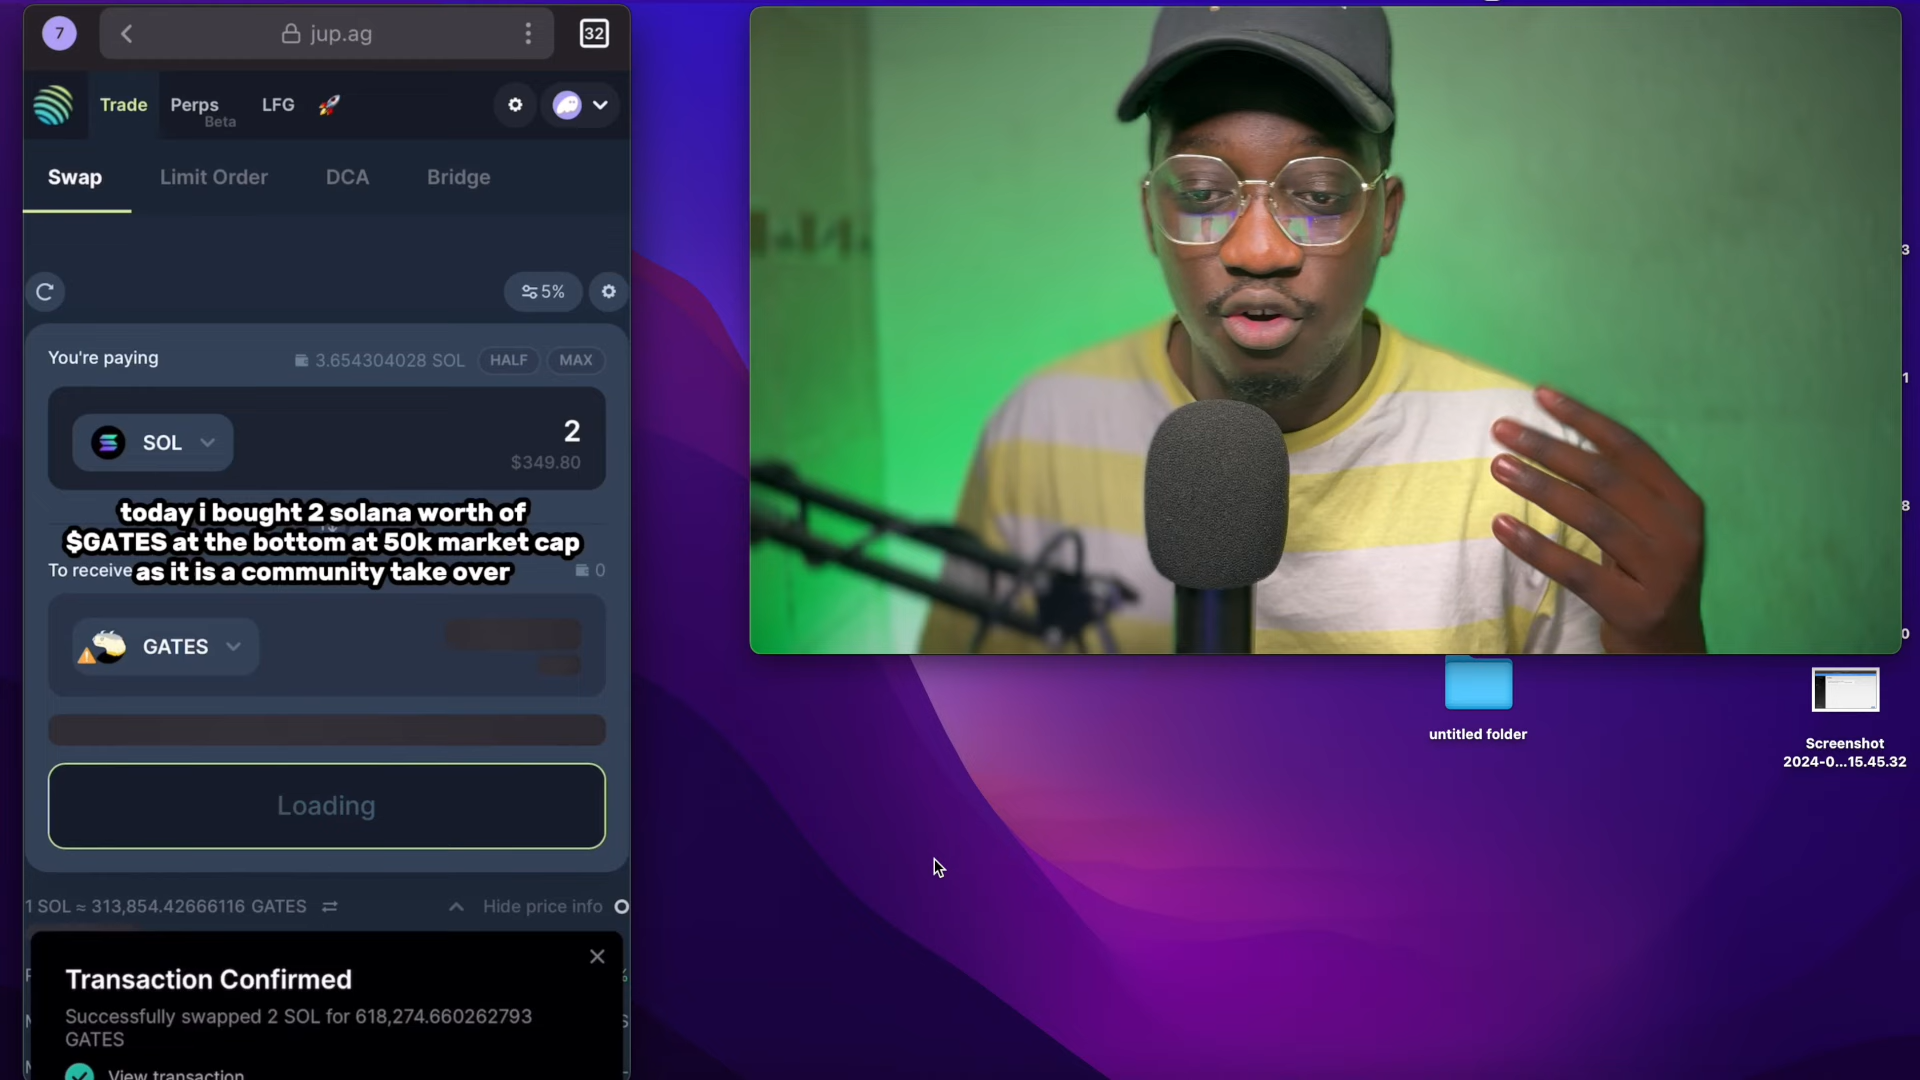 7
jup.ag
32
Trade
Perps
Beta
LFG
Swap
Limit Order
DCA
Bridge
5%
You're paying
3.654304028 SOL
HALF
MAX
SOL
2
$349.80
today i bought 2 solana worth of
$GATES at the bottom at 50k market cap
To receive
as it is a community take over
0
GATES
Loading
1 SOL ≈ 313,854.42666116 GATES
Hide price info
Transaction Confirmed
Successfully swapped 2 SOL for 618,274.660262793
GATES
View transaction
3
1
8
0
untitled folder
Screenshot
2024-0...15.45.32